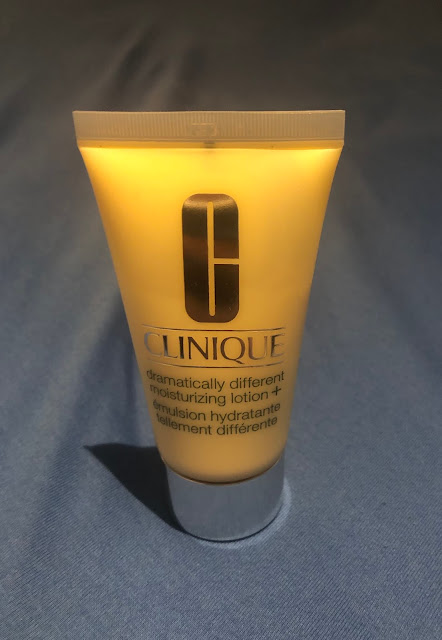 C
CLINIQUE
dramatically different
moisturizing lotion +
émulsion hydratante
tellement différente